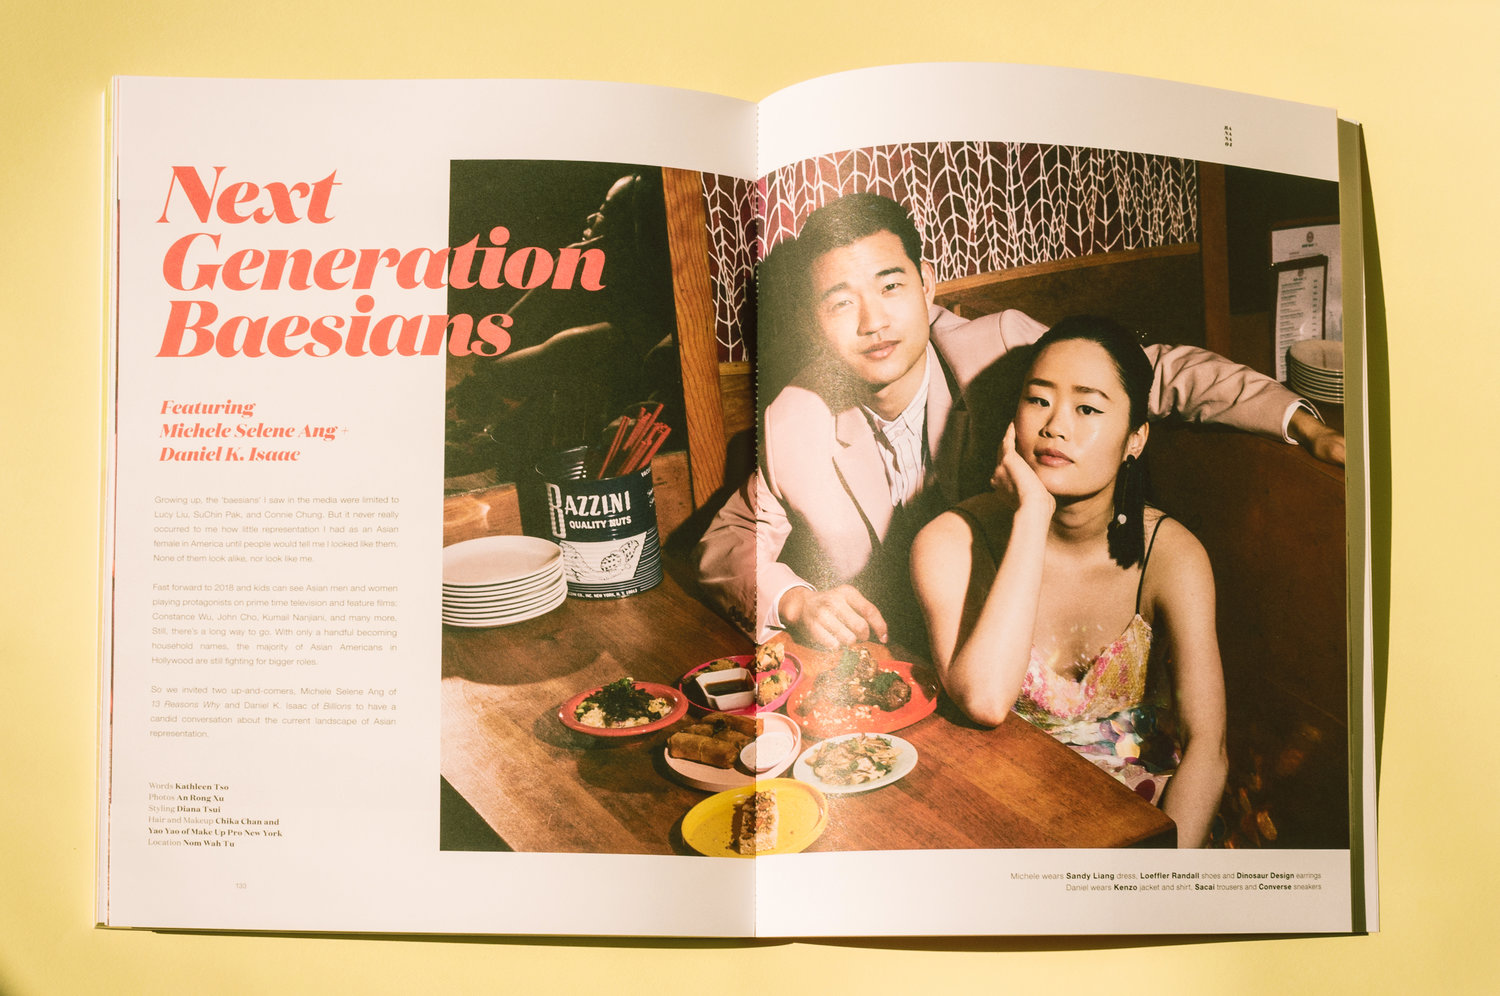 Next
Generation
Baesians
Featuring
Michele Selene Ang +
Daniel K. Isaac
Growing up, the 'baesians' I saw in the media were limited to
Lucy Liu, SuChin Pak, and Connie Chung. But it never really
occurred to me how little representation I had as an Asian
female in America until people would tell me I looked like them.
None of them look alike, nor look like me.
Fast forward to 2018 and kids can see Asian men and women
playing protagonists on prime time television and feature films:
Constance Wu, John Cho, Kumail Nanjiani, and many more.
Still, there's a long way to go. With only a handful becoming
household names, the majority of Asian Americans in
Hollywood are still fighting for bigger roles.
So we invited two up-and-comers, Michele Selene Ang of
13 Reasons Why and Daniel K. Isaac of Billions to have a
candid conversation about the current landscape of Asian
representation.
Words Kathleen Tso
Photos An Rong Xu
Styling Diana Tsui
Hair and Makeup Chika Chan and
Yao Yao of Make Up Pro New York
Location Nom Wah Tu
130
BAZZINI
QUALITY NUTS
BA
NA
NA
Michele wears Sandy Liang dress, Loeffler Randall shoes and Dinosaur Design earrings
Daniel wears Kenzo jacket and shirt, Sacai trousers and Converse sneakers